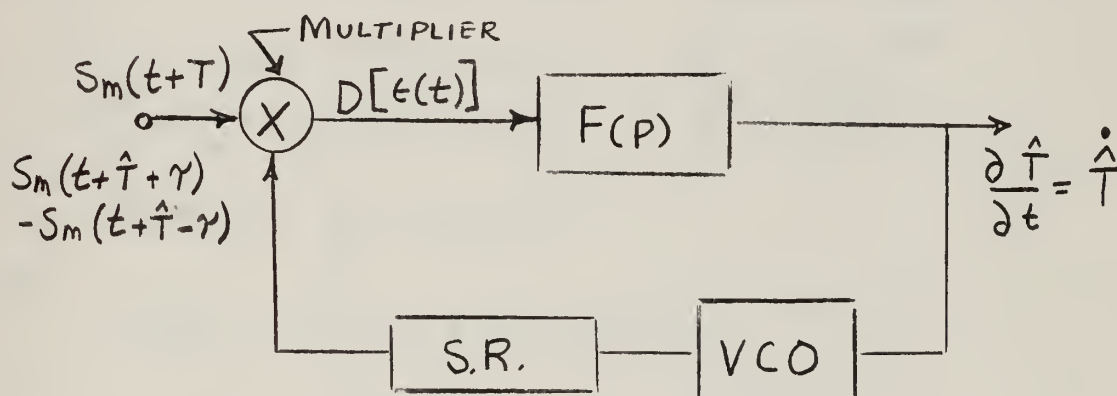 MULTIPLIER
Sm(t+T)
X
D[ϵ(t)]
F(P)
Sm(t+T̂+γ)
-Sm(t+T̂-γ)
∂T̂/∂t = Ṫ̂
S.R.
VCO